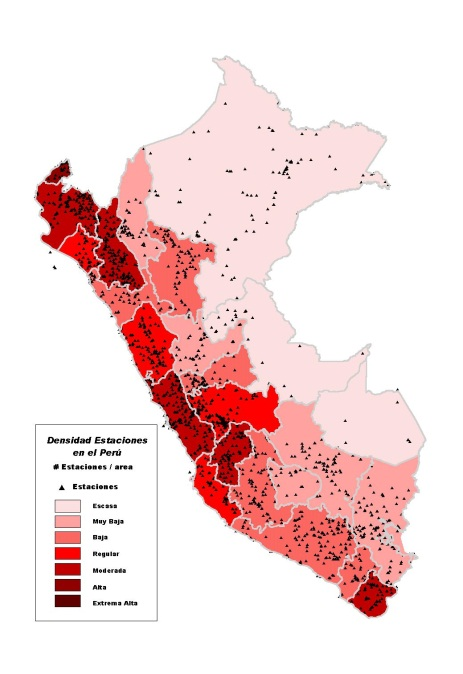 Densidad Estaciones
en el Perú
# Estaciones / area
Estaciones
Escasa
Muy Baja
Baja
Regular
Moderada
Alta
Extrema Alta